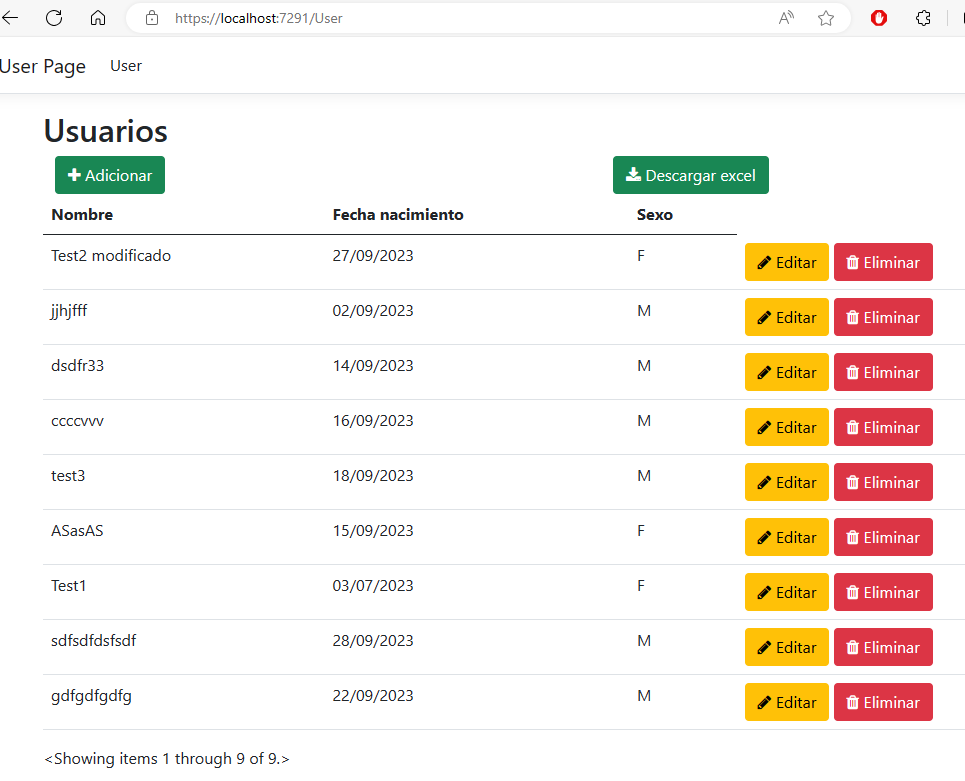 https://localhost:7291/User
User Page User
Usuarios
Adicionar Descargar excel
Nombre Fecha nacimiento Sexo
Test2 modificado 27/09/2023 F Editar Eliminar
jjhjfff 02/09/2023 M Editar Eliminar
dsdfr33 14/09/2023 M Editar Eliminar
ccccvvv 16/09/2023 M Editar Eliminar
test3 18/09/2023 M Editar Eliminar
ASasAS 15/09/2023 F Editar Eliminar
Test1 03/07/2023 F Editar Eliminar
sdfsdfdsfsdf 28/09/2023 M Editar Eliminar
gdfgdfgdfg 22/09/2023 M Editar Eliminar
<Showing items 1 through 9 of 9.>